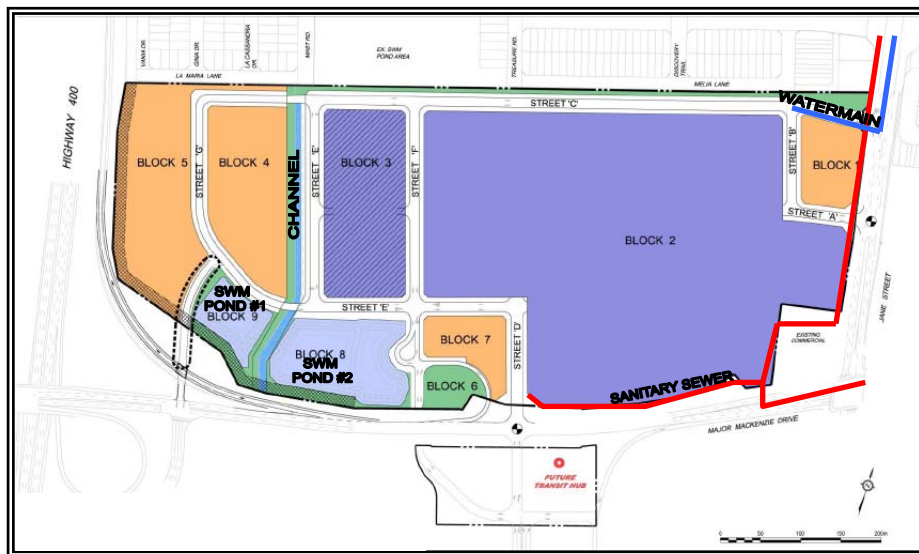 VANIA DR.
GINA DR.
LA CASSANDRA
DR.
MAST RD.
EX. SWM
POND AREA
TREASURE RD.
DISCOVERY
TRAIL
LA MARIA LANE
MELIA LANE
HIGHWAY 400
STREET 'C'
WATERMAIN
BLOCK 5
STREET 'G'
BLOCK 4
CHANNEL
STREET 'E'
BLOCK 3
STREET 'F'
STREET 'B'
BLOCK 1
STREET 'A'
BLOCK 2
JANE STREET
SWM
POND #1
BLOCK 9
STREET 'E'
BLOCK 8
SWM
POND #2
BLOCK 7
STREET 'D'
BLOCK 6
EXISTING
COMMERCIAL
SANITARY SEWER
MAJOR MACKENZIE DRIVE
FUTURE
TRANSIT HUB
0 50 100 150 200m